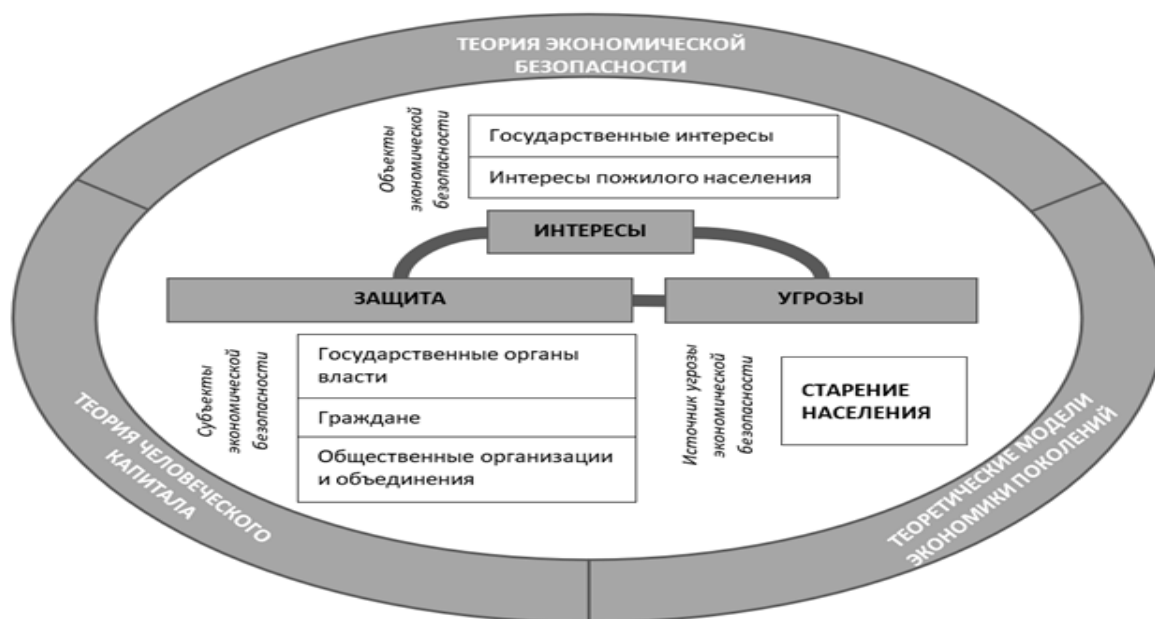 ТЕОРИЯ ЭКОНОМИЧЕСКОЙ
БЕЗОПАСНОСТИ
Объекты
экономической
безопасности
Государственные интересы
Интересы пожилого населения
ИНТЕРЕСЫ
ЗАЩИТА
УГРОЗЫ
Субъекты
экономической
безопасности
Государственные органы
власти
Граждане
Общественные организации
и объединения
Источник угрозы
экономической
безопасности
СТАРЕНИЕ
НАСЕЛЕНИЯ
ТЕОРИЯ ЧЕЛОВЕЧЕСКОГО
КАПИТАЛА
ТЕОРЕТИЧЕСКИЕ МОДЕЛИ
ЭКОНОМИКИ ПОКОЛЕНИЙ